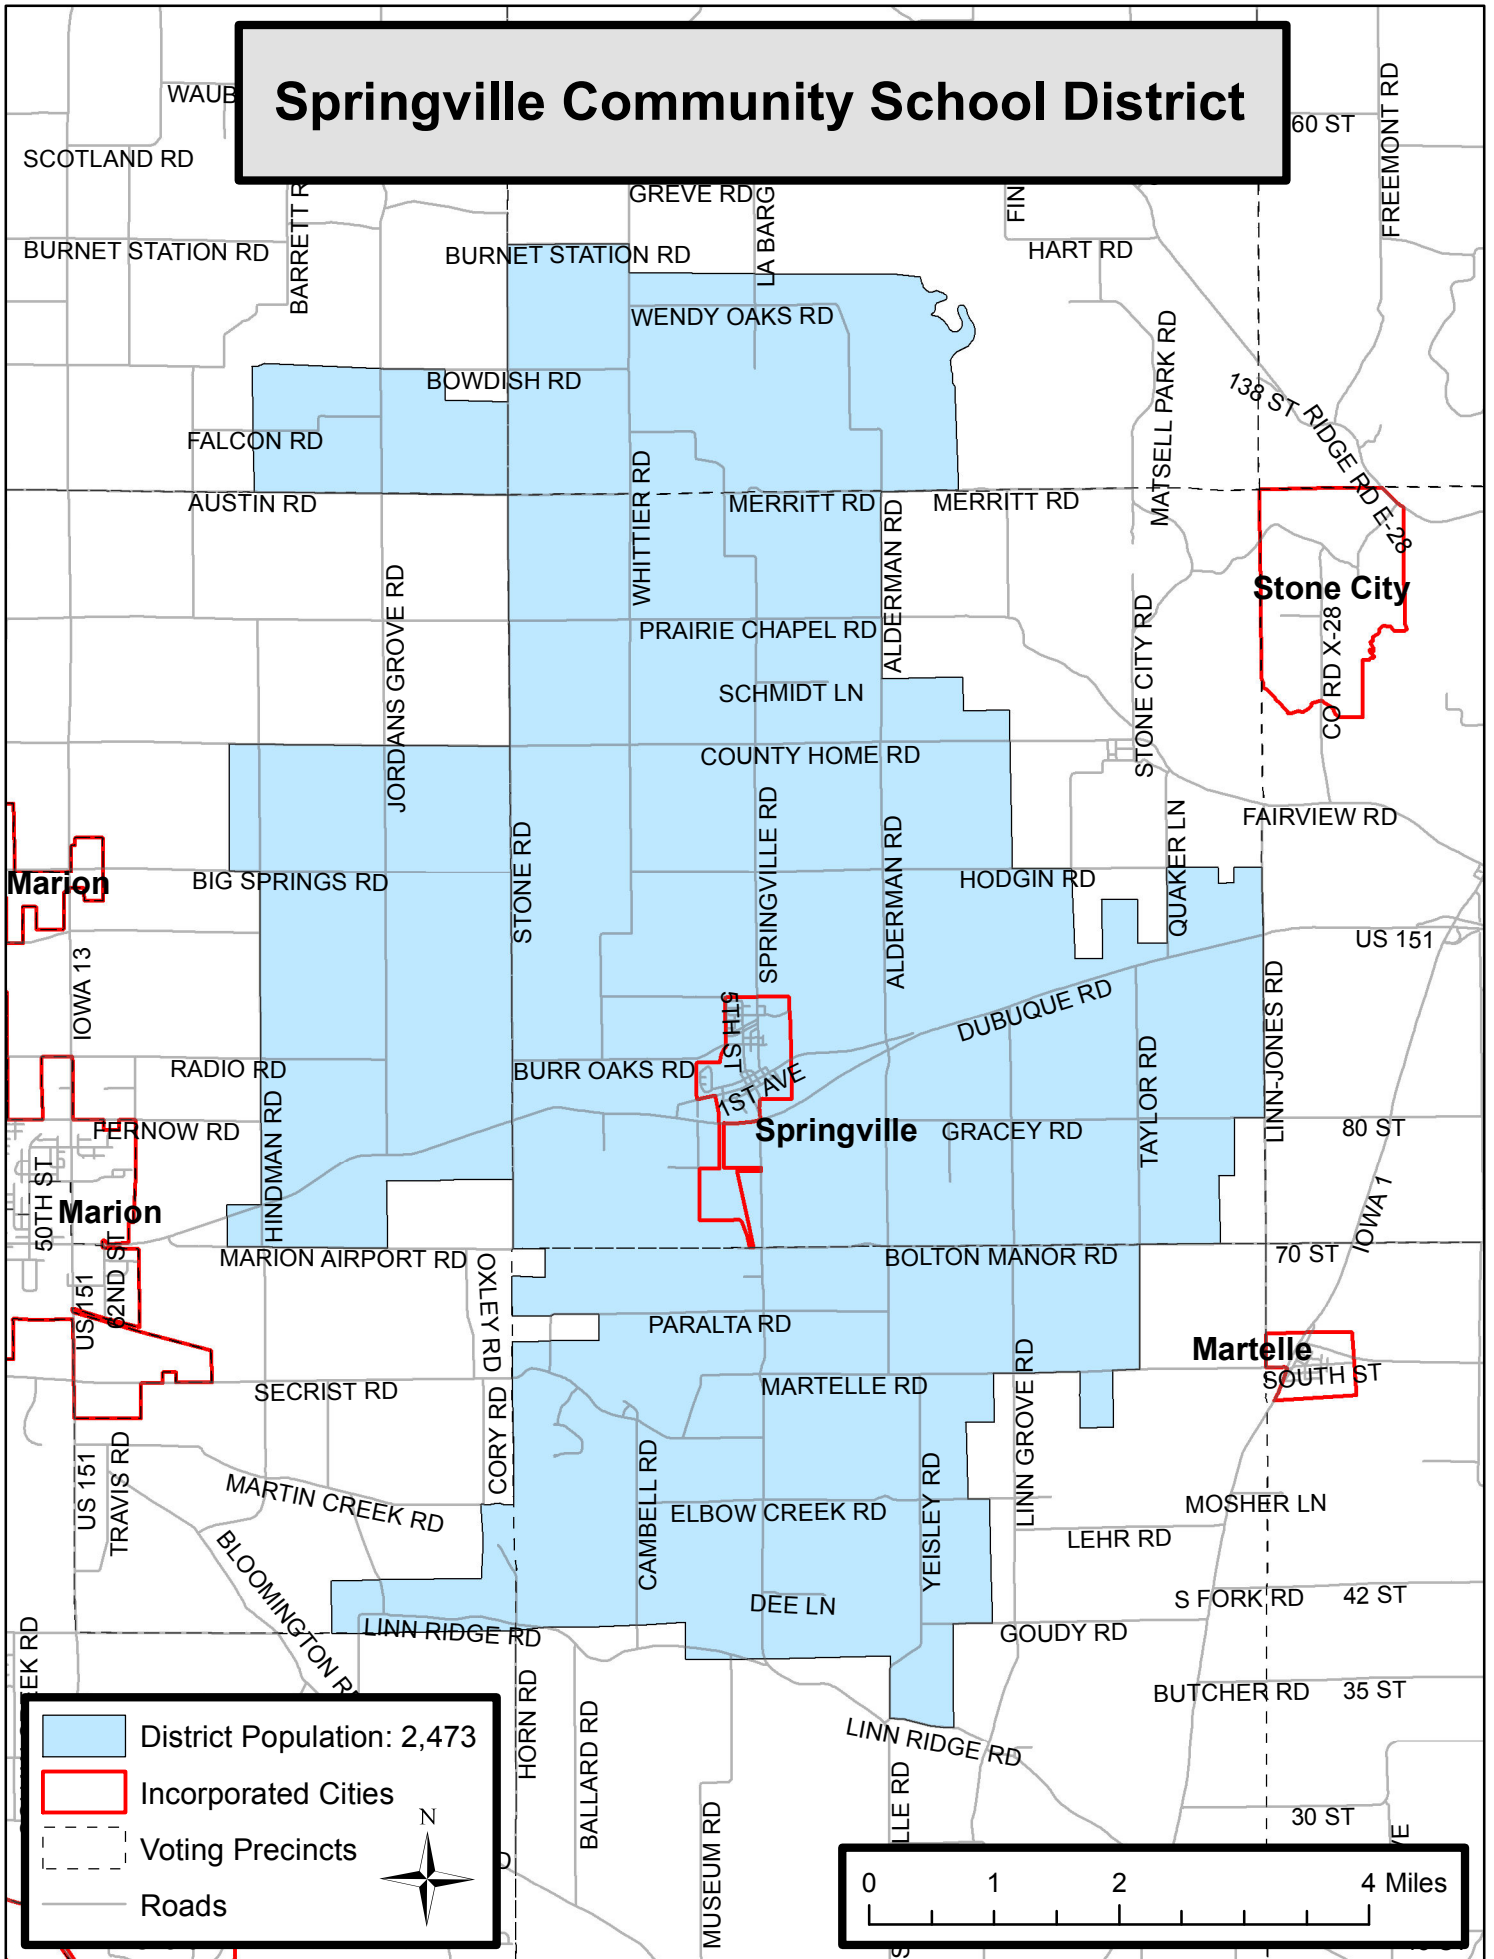 Springville Community School District
WAUB
60 ST
SCOTLAND RD
FREEMONT RD
GREVE RD
LA BARG
FIN
BARRETT R
BURNET STATION RD
BURNET STATION RD
HART RD
WENDY OAKS RD
MATSELL PARK RD
BOWDISH RD
138 ST
RIDGE RD E-28
FALCON RD
AUSTIN RD
WHITTIER RD
MERRITT RD
MERRITT RD
ALDERMAN RD
Stone City
JORDANS GROVE RD
PRAIRIE CHAPEL RD
STONE CITY RD
CO RD X-28
SCHMIDT LN
COUNTY HOME RD
SPRINGVILLE RD
ALDERMAN RD
QUAKER LN
FAIRVIEW RD
STONE RD
Marion
BIG SPRINGS RD
HODGIN RD
US 151
IOWA 13
5TH ST
DUBUQUE RD
LINN-JONES RD
RADIO RD
BURR OAKS RD
1ST AVE
TAYLOR RD
HINDMAN RD
FERNOW RD
Springville
GRACEY RD
80 ST
50TH ST
Marion
62ND ST
IOWA 1
MARION AIRPORT RD
BOLTON MANOR RD
70 ST
US 151
OXLEY RD
PARALTA RD
Martelle
LINN GROVE RD
SECRIST RD
MARTELLE RD
SOUTH ST
CORY RD
US 151
TRAVIS RD
MARTIN CREEK RD
CAMBELL RD
ELBOW CREEK RD
YEISLEY RD
MOSHER LN
LEHR RD
BLOOMINGTON R
DEE LN
S FORK RD
42 ST
LINN RIDGE RD
GOUDY RD
EEK RD
HORN RD
BALLARD RD
BUTCHER RD
35 ST
LINN RIDGE RD
MUSEUM RD
LLE RD
30 ST
District Population: 2,473
Incorporated Cities
Voting Precincts
Roads
N
0 1 2 4 Miles